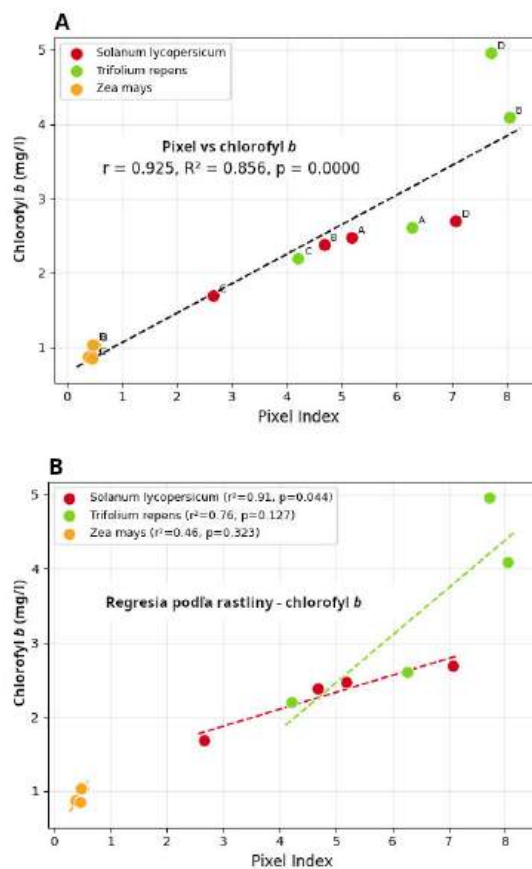 A
Solanum lycopersicum
Trifolium repens
Zea mays
Pixel vs chlorofyl b
r = 0.925, R² = 0.856, p = 0.0000
D
B
D
A
A
B
C
C
B
C
Chlorofyl b (mg/l)
5
4
3
2
1
0 1 2 3 4 5 6 7 8
Pixel Index
B
Solanum lycopersicum (r²=0.91, p=0.044)
Trifolium repens (r²=0.76, p=0.127)
Zea mays (r²=0.46, p=0.323)
Regresia podľa rastliny - chlorofyl b
Chlorofyl b (mg/l)
5
4
3
2
1
0 1 2 3 4 5 6 7 8
Pixel Index